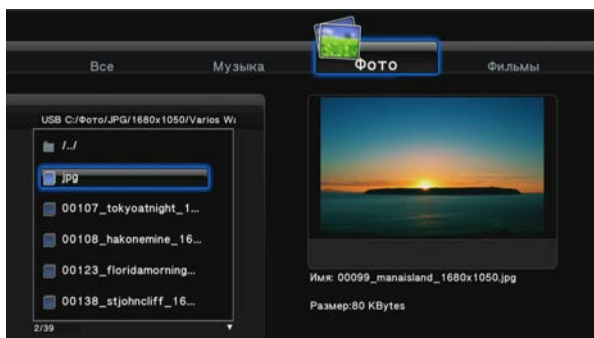 Все Музыка Фото Фильмы
USB C:/Фото/JPG/1680x1050/Varios Wa
/../
jpg
00107_tokyoatnight_1...
00108_hakonemine_16...
00123_floridamorning...
00138_stjohncliff_16...
2/39
Имя: 00099_manaisland_1680x1050.jpg
Размер:80 KBytes